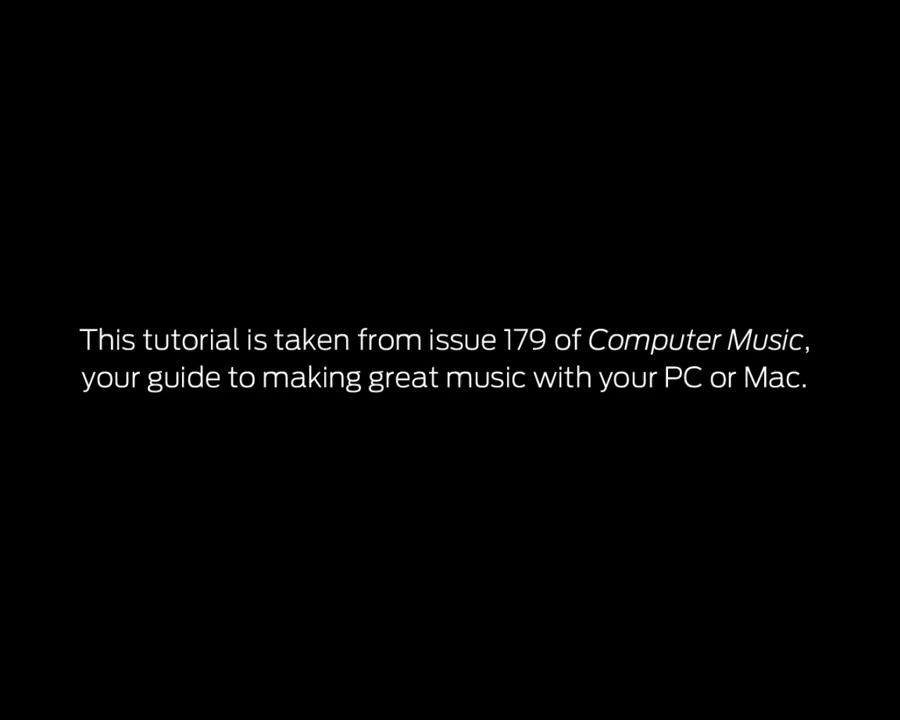 This tutorial is taken from issue 179 of Computer Music,
your guide to making great music with your PC or Mac.